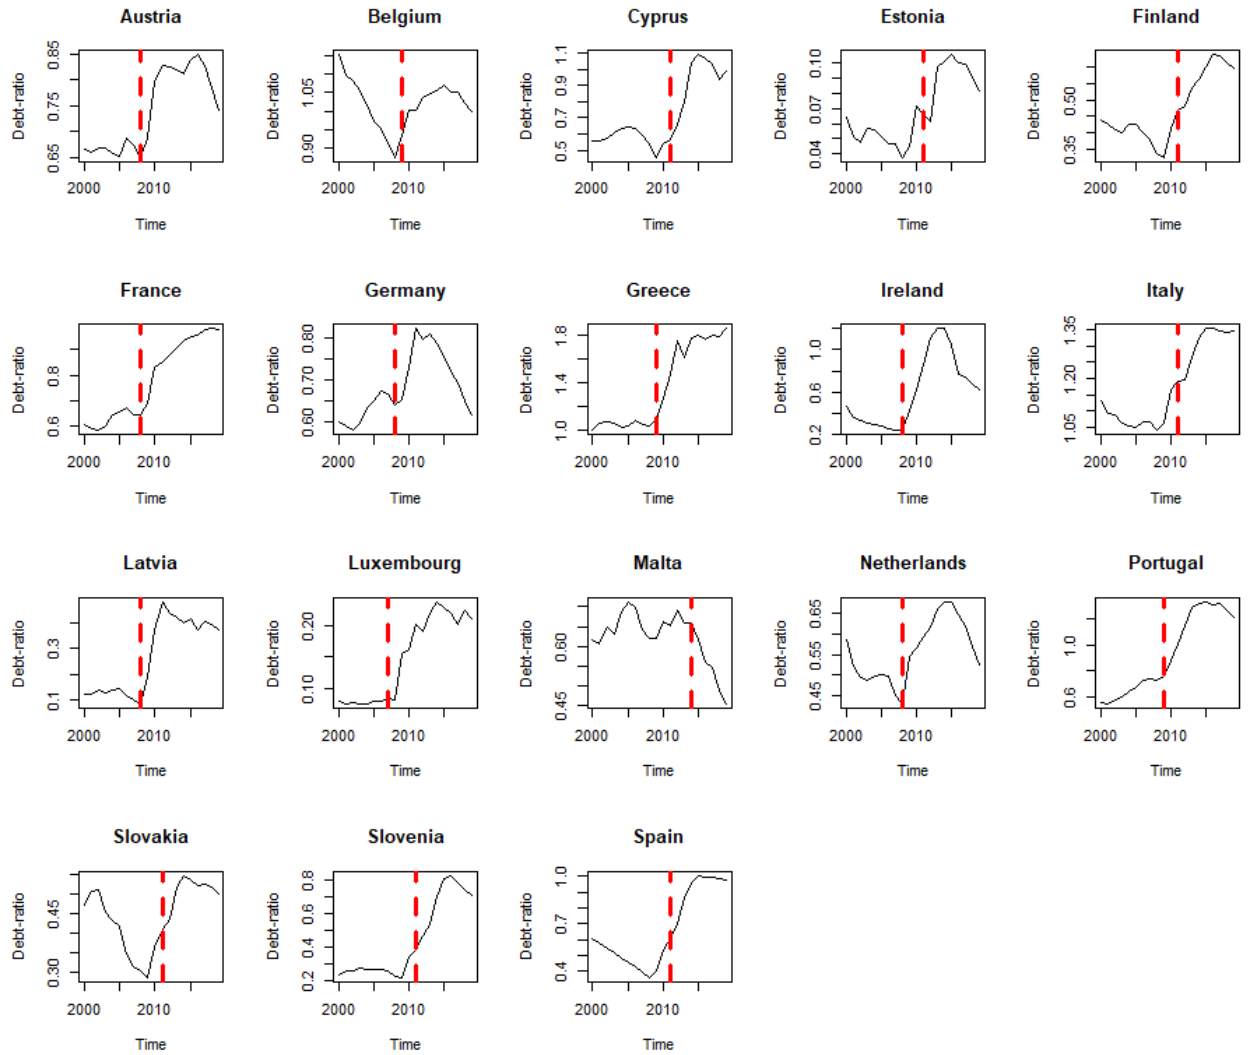 Austria Belgium Cyprus Estonia Finland
Debt-ratio 0.65 0.75 0.85 Debt-ratio 0.90 1.05 Debt-ratio 0.5 0.7 0.9 1.1 Debt-ratio 0.04 0.07 0.10 Debt-ratio 0.35 0.50
2000 2010 2000 2010 2000 2010 2000 2010 2000 2010
Time Time Time Time Time
France Germany Greece Ireland Italy
Debt-ratio 0.6 0.8 Debt-ratio 0.60 0.70 0.80 Debt-ratio 1.0 1.4 1.8 Debt-ratio 0.2 0.6 1.0 Debt-ratio 1.05 1.20 1.35
2000 2010 2000 2010 2000 2010 2000 2010 2000 2010
Time Time Time Time Time
Latvia Luxembourg Malta Netherlands Portugal
Debt-ratio 0.1 0.3 Debt-ratio 0.10 0.20 Debt-ratio 0.45 0.60 Debt-ratio 0.45 0.55 0.65 Debt-ratio 0.6 1.0
2000 2010 2000 2010 2000 2010 2000 2010 2000 2010
Time Time Time Time Time
Slovakia Slovenia Spain
Debt-ratio 0.30 0.45 Debt-ratio 0.2 0.4 0.6 0.8 Debt-ratio 0.4 0.7 1.0
2000 2010 2000 2010 2000 2010
Time Time Time